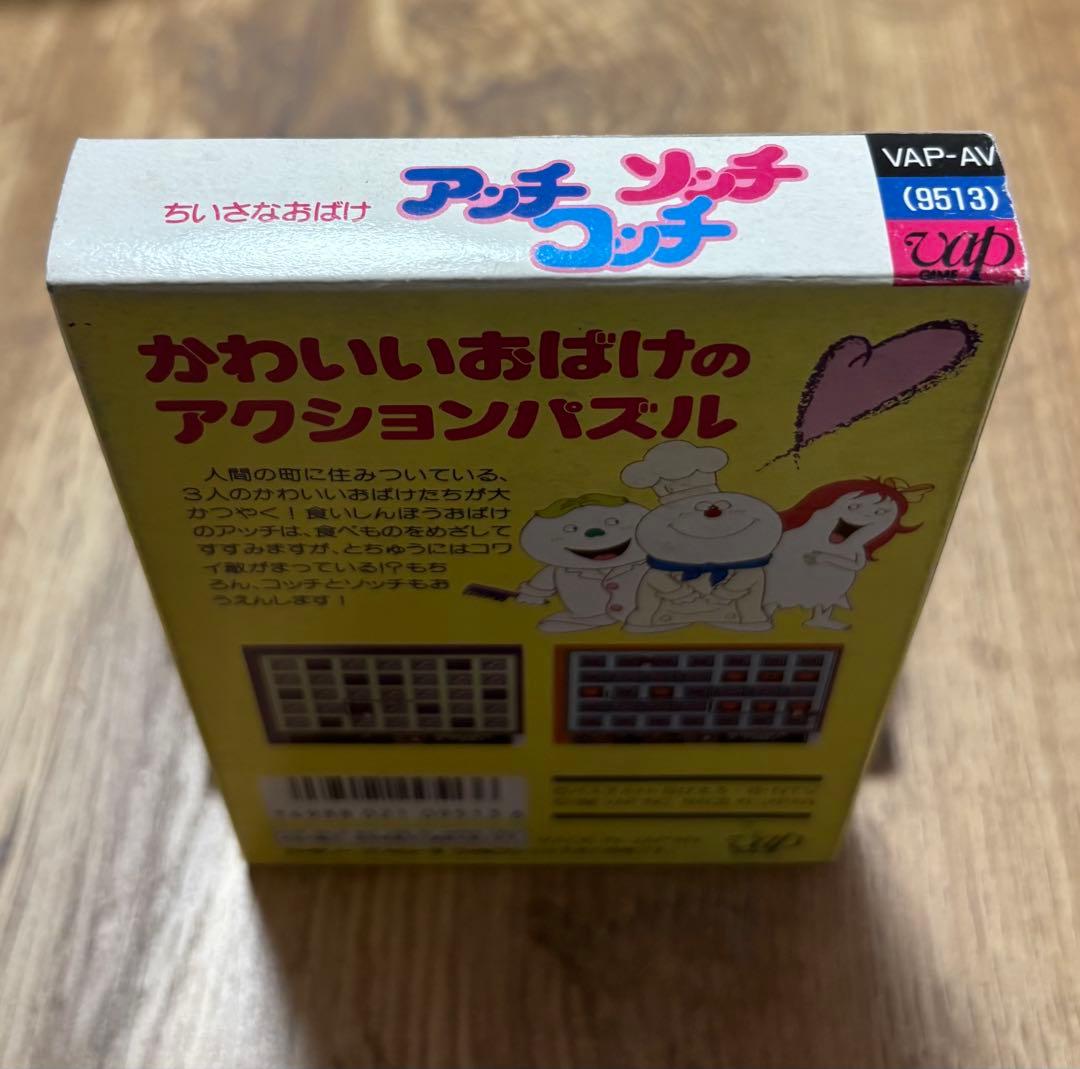 ちいさなおばけ
アッチ
ソッチ
コッチ
VAP-AV
(9513)
vap
GAME
かわいいおばけの
アクションパズル
人間の町に住みついている、
3人のかわいいおばけたちが大
かつやく!食いしんぼうおばけ
のアッチは、食べものをめざして
すすみますが、とちゅうにはコワ
イ敵がまっている!?もち
ろん、コッチとソッチもお
うえんします!
vap